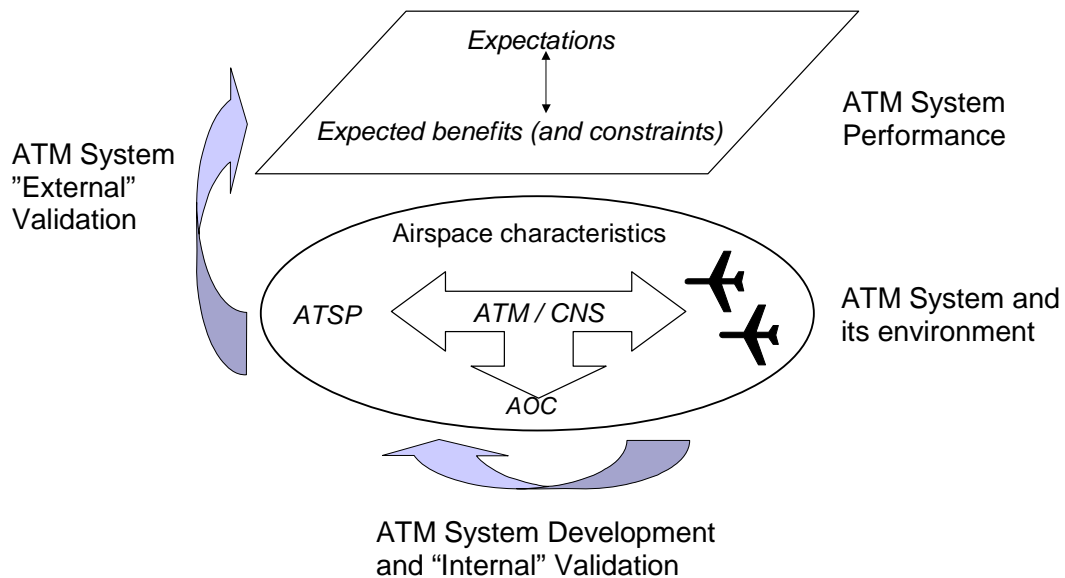 Expectations
Expected benefits (and constraints)
ATM System
Performance
ATM System
”External”
Validation
Airspace characteristics
ATSP
ATM / CNS
AOC
ATM System and
its environment
ATM System Development
and “Internal” Validation